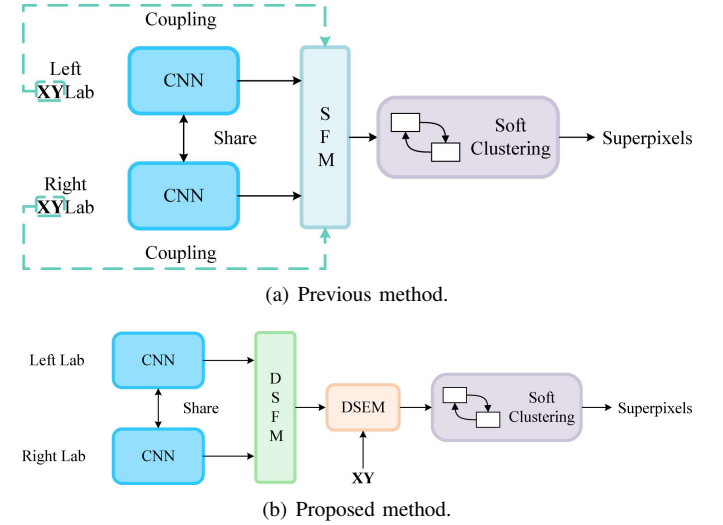 Coupling
Left
XYLab
CNN
Share
CNN
Right
XYLab
Coupling
S
F
M
Soft
Clustering
Superpixels
(a) Previous method.
Left Lab
CNN
Share
Right Lab
CNN
D
S
F
M
DSEM
XY
Soft
Clustering
Superpixels
(b) Proposed method.